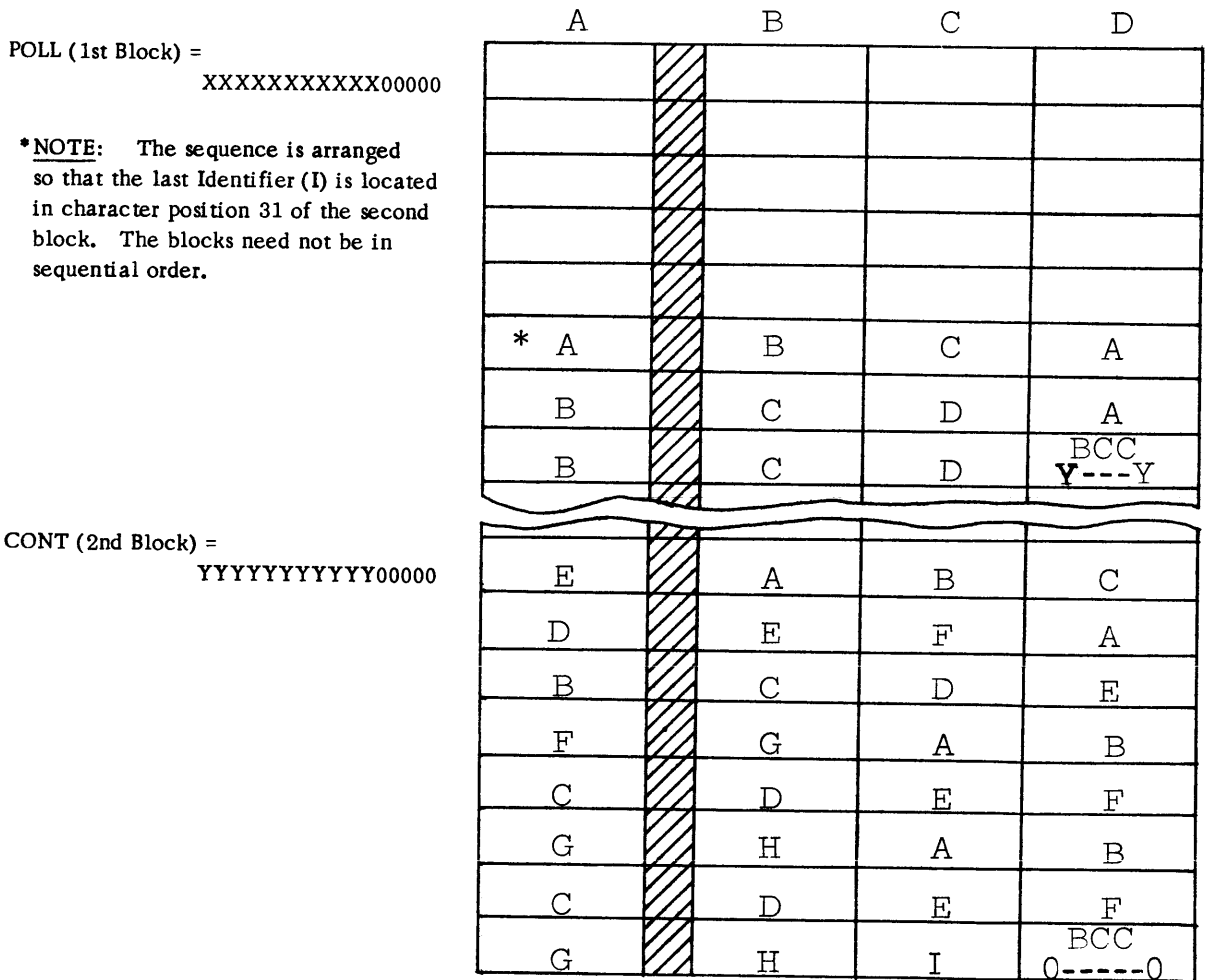 A B C D
POLL (1st Block) =
XXXXXXXXXXX00000
*NOTE: The sequence is arranged
so that the last Identifier (I) is located
in character position 31 of the second
block. The blocks need not be in
sequential order.
* A B C A
B C D A
B C D BCC
Y---Y
CONT (2nd Block) =
YYYYYYYYYYY00000
E A B C
D E F A
B C D E
F G A B
C D E F
G H A B
C D E F
G H I BCC
0-----0